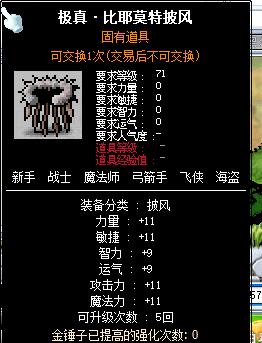 极真·比耶莫特披风
固有道具
可交换1次(交易后不可交换)
要求等级： 71
要求力量： 0
要求敏捷： 0
要求智力： 0
要求运气： 0
要求人气度：-
道具等级： -
道具经验值： -
新手 战士 魔法师 弓箭手 飞侠 海盗
装备分类 ： 披风
力量 ： +11
敏捷 ： +11
智力 ： +9
运气 ： +9
攻击力 ： +11
魔法力 ： +11
可升级次数 ： 5回
金锤子已提高的强化次数: 0
57